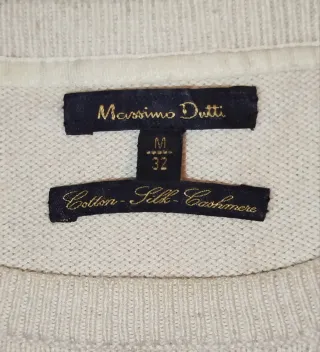 Massimo Dutti
M
32
Cotton - Silk - Cashmere